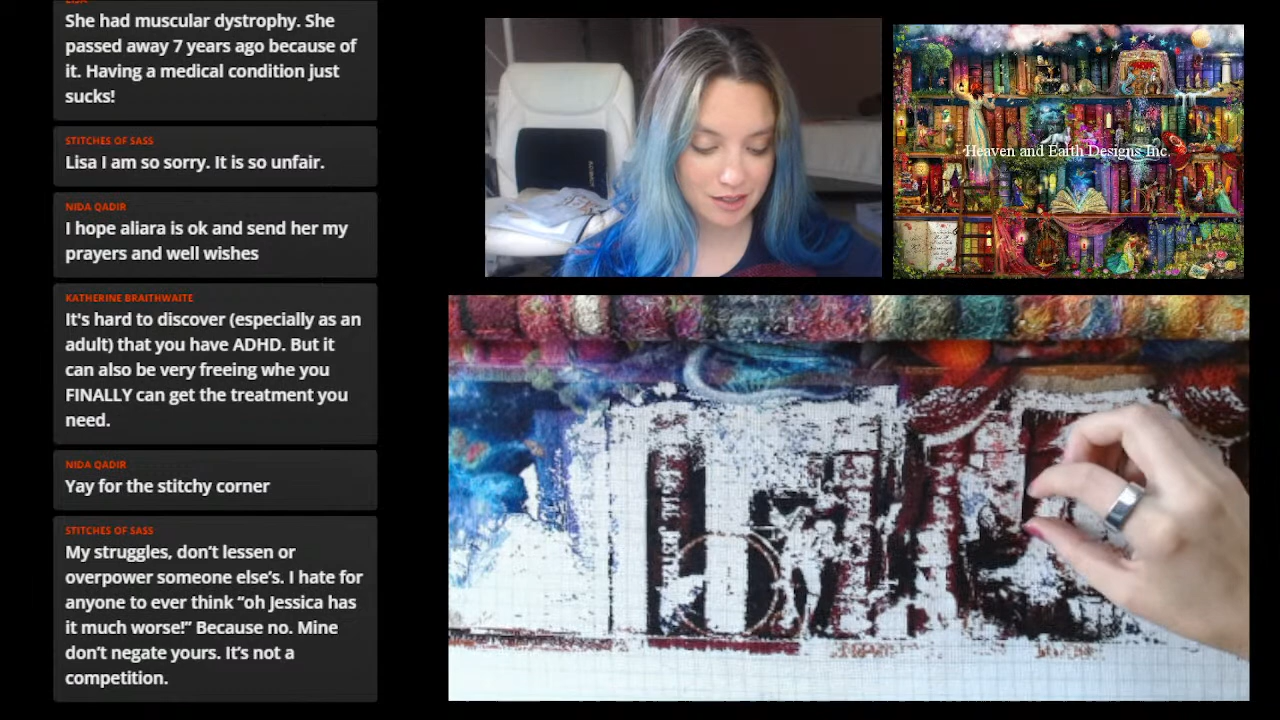 She had muscular dystrophy. She
passed away 7 years ago because of
it. Having a medical condition just
sucks!
STITCHES OF SASS
Lisa I am so sorry. It is so unfair.
NIDA QADIR
I hope aliara is ok and send her my
prayers and well wishes
KATHERINE BRAITHWAITE
It's hard to discover (especially as an
adult) that you have ADHD. But it
can also be very freeing whe you
FINALLY can get the treatment you
need.
NIDA QADIR
Yay for the stitchy corner
STITCHES OF SASS
My struggles, don't lessen or
overpower someone else's. I hate for
anyone to ever think "oh Jessica has
it much worse!" Because no. Mine
don't negate yours. It's not a
competition.
Heaven and Earth Designs Inc